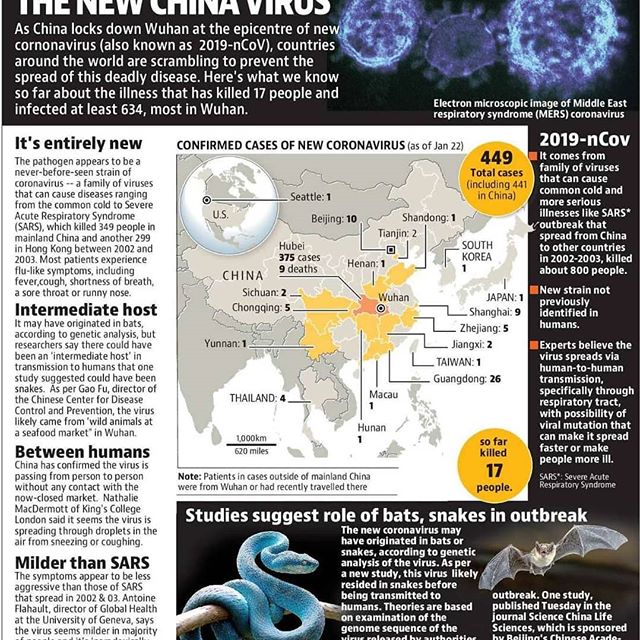 THE NEW CHINA VIRUS
As China locks down Wuhan at the epicentre of new
cornonavirus (also known as 2019-nCoV), countries
around the world are scrambling to prevent the
spread of this deadly disease. Here's what we know
so far about the illness that has killed 17 people and
infected at least 634, most in Wuhan.
Electron microscopic image of Middle East
respiratory syndrome (MERS) coronavirus
It's entirely new
The pathogen appears to be a
never-before-seen strain of
coronavirus -- a family of viruses
that can cause diseases ranging
from the common cold to Severe
Acute Respiratory Syndrome
(SARS), which killed 349 people in
mainland China and another 299
in Hong Kong between 2002 and
2003. Most patients experience
flu-like symptoms, including
fever,cough, shortness of breath,
a sore throat or runny nose.
Intermediate host
It may have originated in bats,
according to genetic analysis, but
researchers say there could have
been an 'intermediate host' in
transmission to humans that one
study suggested could have been
snakes. As per Gao Fu, director of
the Chinese Center for Disease
Control and Prevention, the virus
likely came from 'wild animals at
a seafood market" in Wuhan.
Between humans
China has confirmed the virus is
passing from person to person
without any contact with the
now-closed market. Nathalie
MacDermott of King's College
London said it seems the virus is
spreading through droplets in the
air from sneezing or coughing.
Milder than SARS
The symptoms appear to be less
aggressive than those of SARS
that spread in 2002 & 03. Antoine
Flahault, director of Global Health
at the University of Geneva, says
the virus seems milder in majority
CONFIRMED CASES OF NEW CORONAVIRUS (as of Jan 22)
449
Total cases
(including 441
in China)
Seattle: 1
U.S.
Beijing: 10
Shandong: 1
Tianjin: 2
Hubei
375 cases
9 deaths
Henan: 1
SOUTH
KOREA
1
CHINA
Sichuan: 2
Wuhan
JAPAN: 1
Chongqing: 5
Shanghai: 9
Zhejiang: 5
Yunnan: 1
Jiangxi: 2
TAIWAN: 1
Guangdong: 26
THAILAND: 4
Macau
1
Hunan
1
1,000km
620 miles
so far
killed
17
people.
Note: Patients in cases outside of mainland China
were from Wuhan or had recently travelled there
2019-nCov
It comes from
family of viruses
that can cause
common cold and
more serious
illnesses like SARS*
outbreak that
spread from China
to other countries
in 2002-2003, killed
about 800 people.
New strain not
previously
identified in
humans.
Experts believe the
virus spreads via
human-to-human
transmission,
specifically through
respiratory tract,
with possibility of
viral mutation that
can make it spread
faster or make
people more ill.
SARS*: Severe Acute
Respiratory Syndrome
Studies suggest role of bats, snakes in outbreak
The new coronavirus may
have originated in bats or
snakes, according to genetic
analysis of the virus. As per
a new study, this virus likely
resided in snakes before
being transmitted to
humans. Theories are based
on examination of the
genome sequence of the
virus released by authorities
outbreak. One study,
published Tuesday in the
journal Science China Life
Sciences, which is sponsored
by Beijing's Chinese Acade-